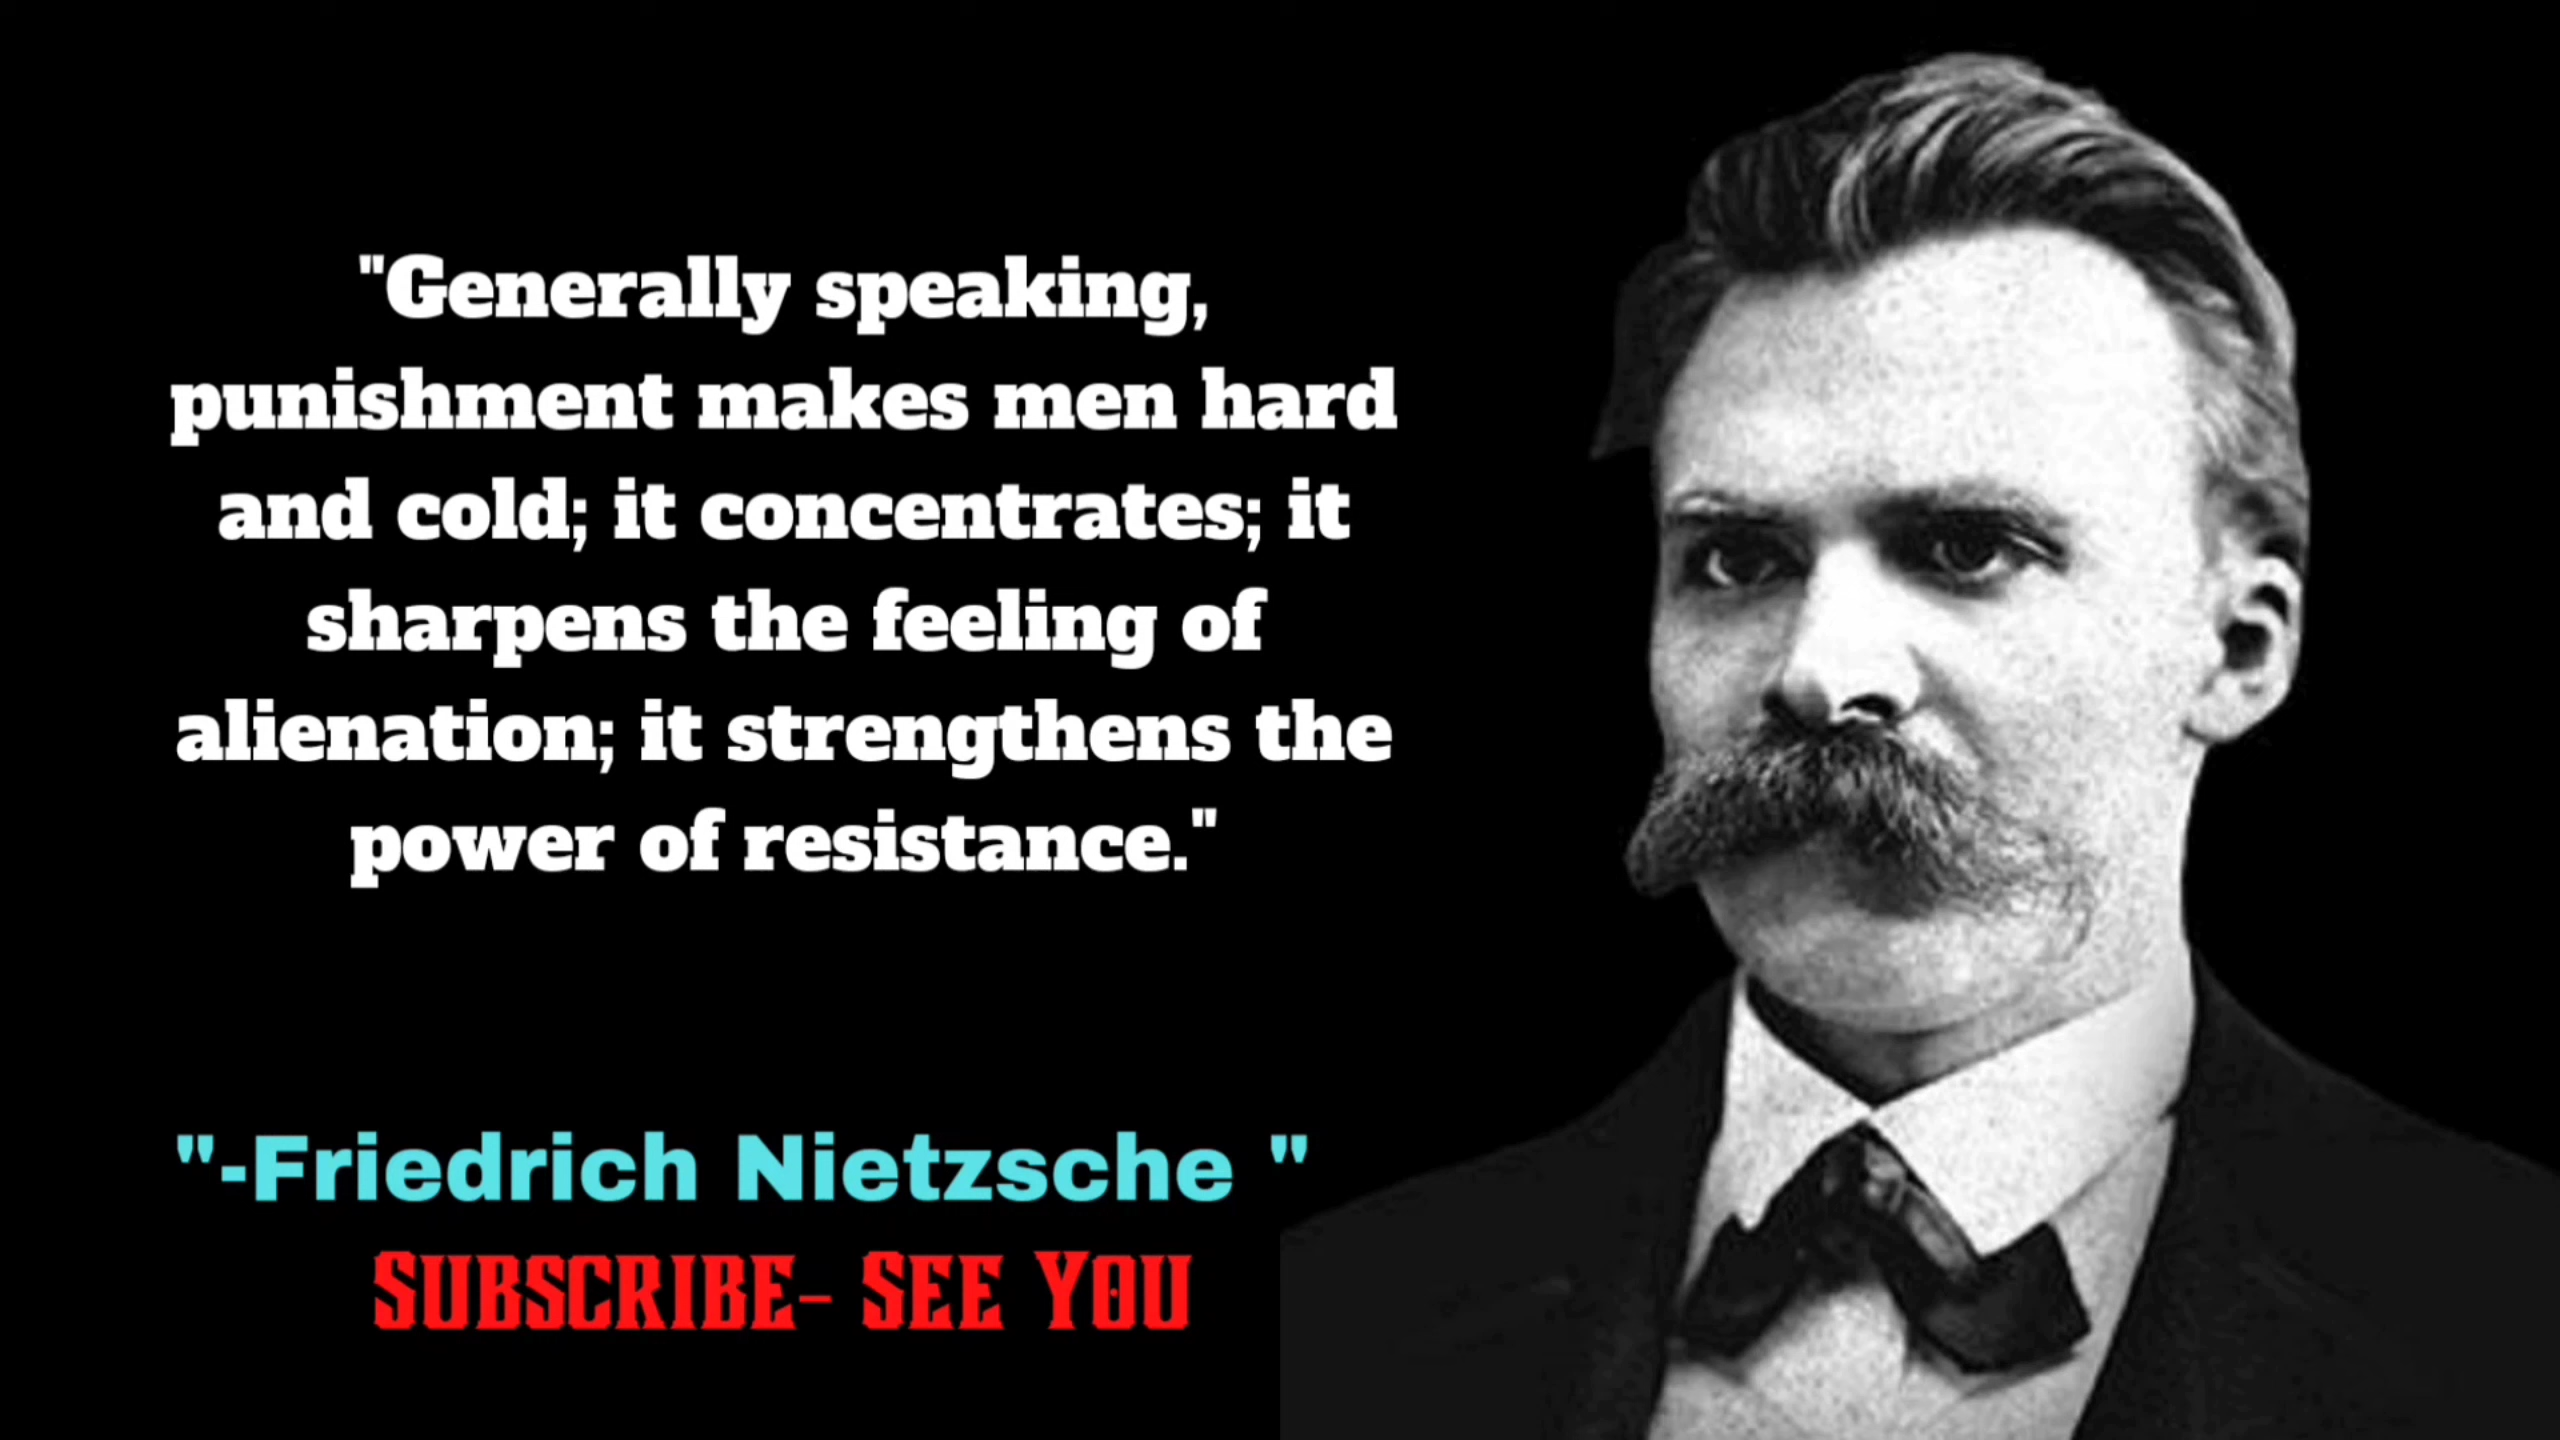 "Generally speaking,
punishment makes men hard
and cold; it concentrates; it
sharpens the feeling of
alienation; it strengthens the
power of resistance."
"-Friedrich Nietzsche "
SUBSCRIBE- SEE YOU